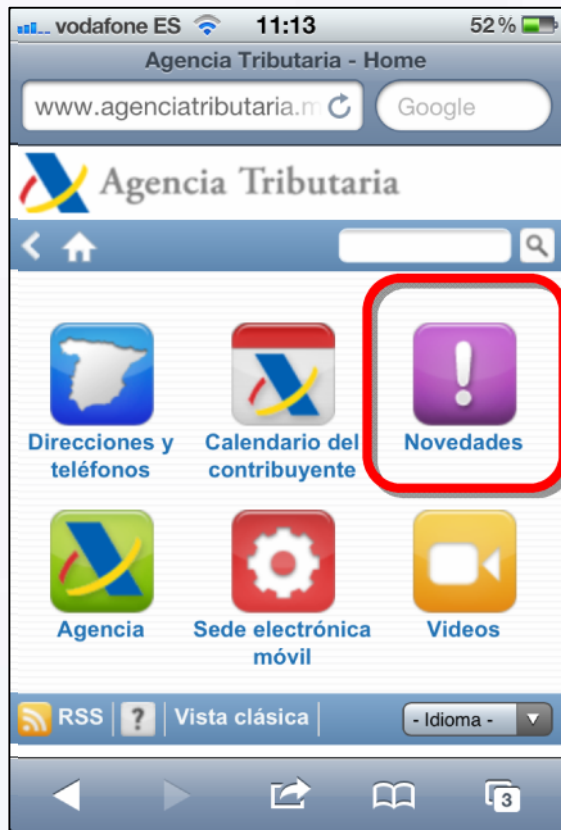 vodafone ES 11:13 52 %
Agencia Tributaria - Home
www.agenciatributaria.m Google
Agencia Tributaria
Direcciones y teléfonos
Calendario del contribuyente
Novedades
Agencia
Sede electrónica móvil
Videos
RSS ? Vista clásica - Idioma -
3